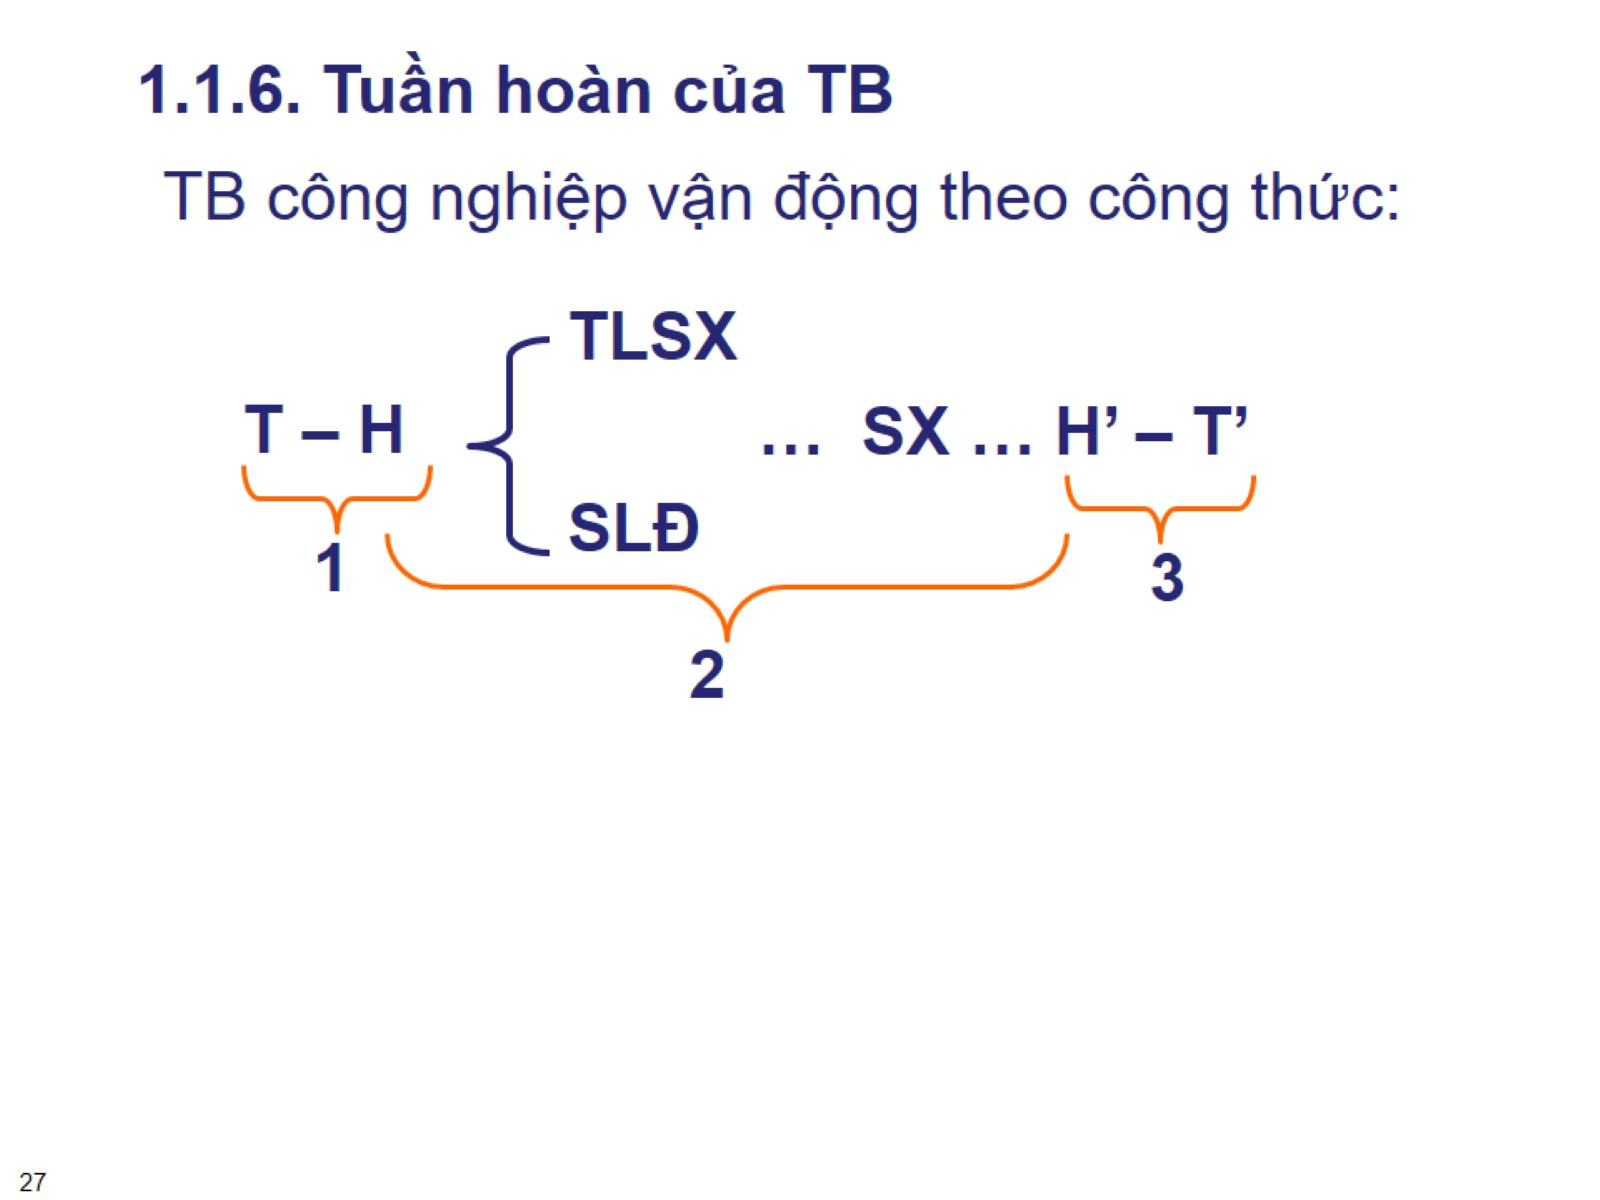 1.1.6. Tuần hoàn của TB
TB công nghiệp vận động theo công thức:
TLSX
T – H
… SX … H’ – T’
SLĐ
1
3
2
27